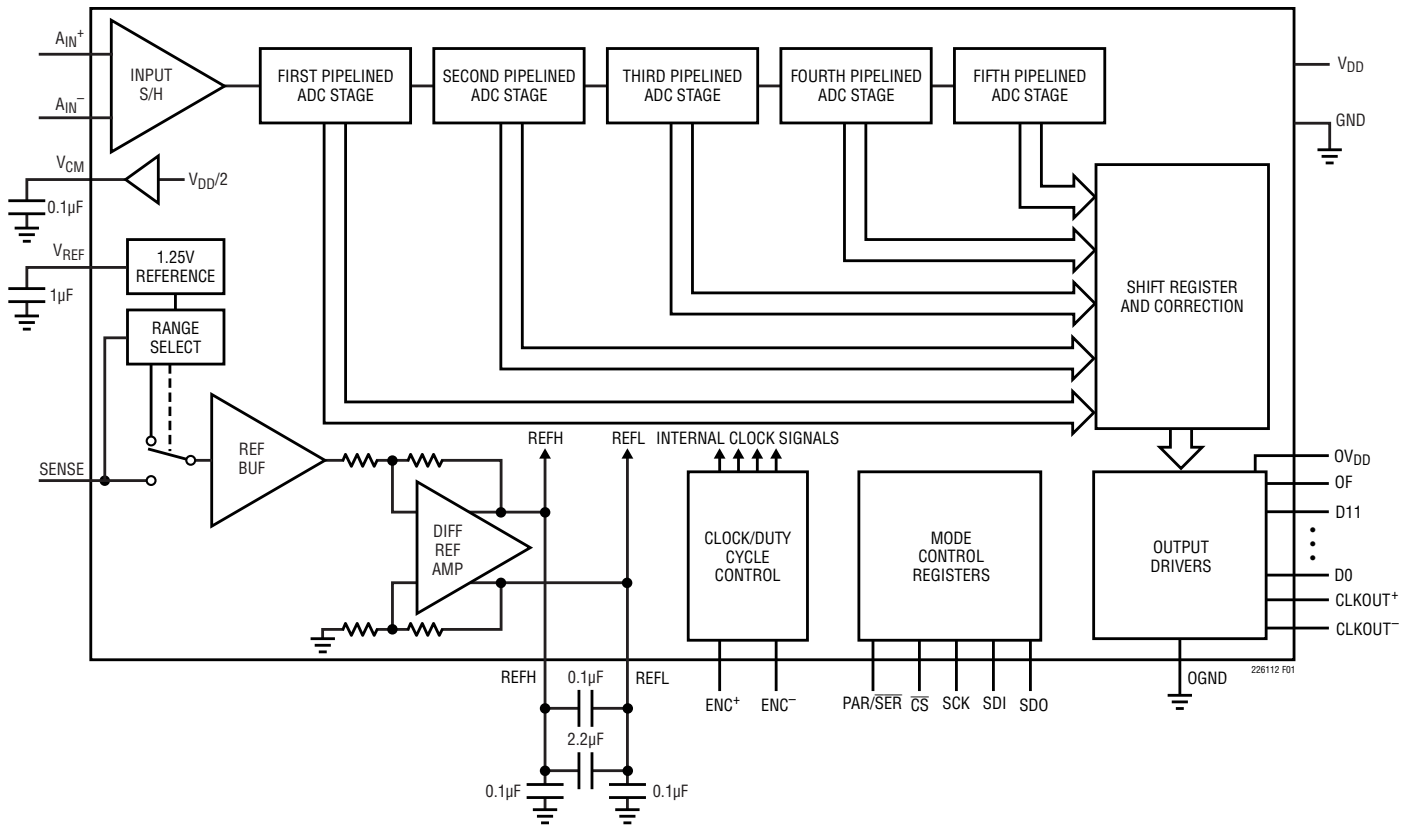 AIN+
AIN−
INPUT
S/H
FIRST PIPELINED
ADC STAGE
SECOND PIPELINED
ADC STAGE
THIRD PIPELINED
ADC STAGE
FOURTH PIPELINED
ADC STAGE
FIFTH PIPELINED
ADC STAGE
VDD
GND
VCM
VDD/2
0.1µF
VREF
1.25V
REFERENCE
1µF
RANGE
SELECT
SHIFT REGISTER
AND CORRECTION
SENSE
REF
BUF
REFH
REFL
INTERNAL CLOCK SIGNALS
DIFF
REF
AMP
CLOCK/DUTY
CYCLE
CONTROL
MODE
CONTROL
REGISTERS
OUTPUT
DRIVERS
OVDD
OF
D11
D0
CLKOUT+
CLKOUT−
226112 F01
REFH
0.1µF
REFL
2.2µF
0.1µF
0.1µF
ENC+
ENC−
PAR/S̅E̅R̅
C̅S̅
SCK
SDI
SDO
OGND